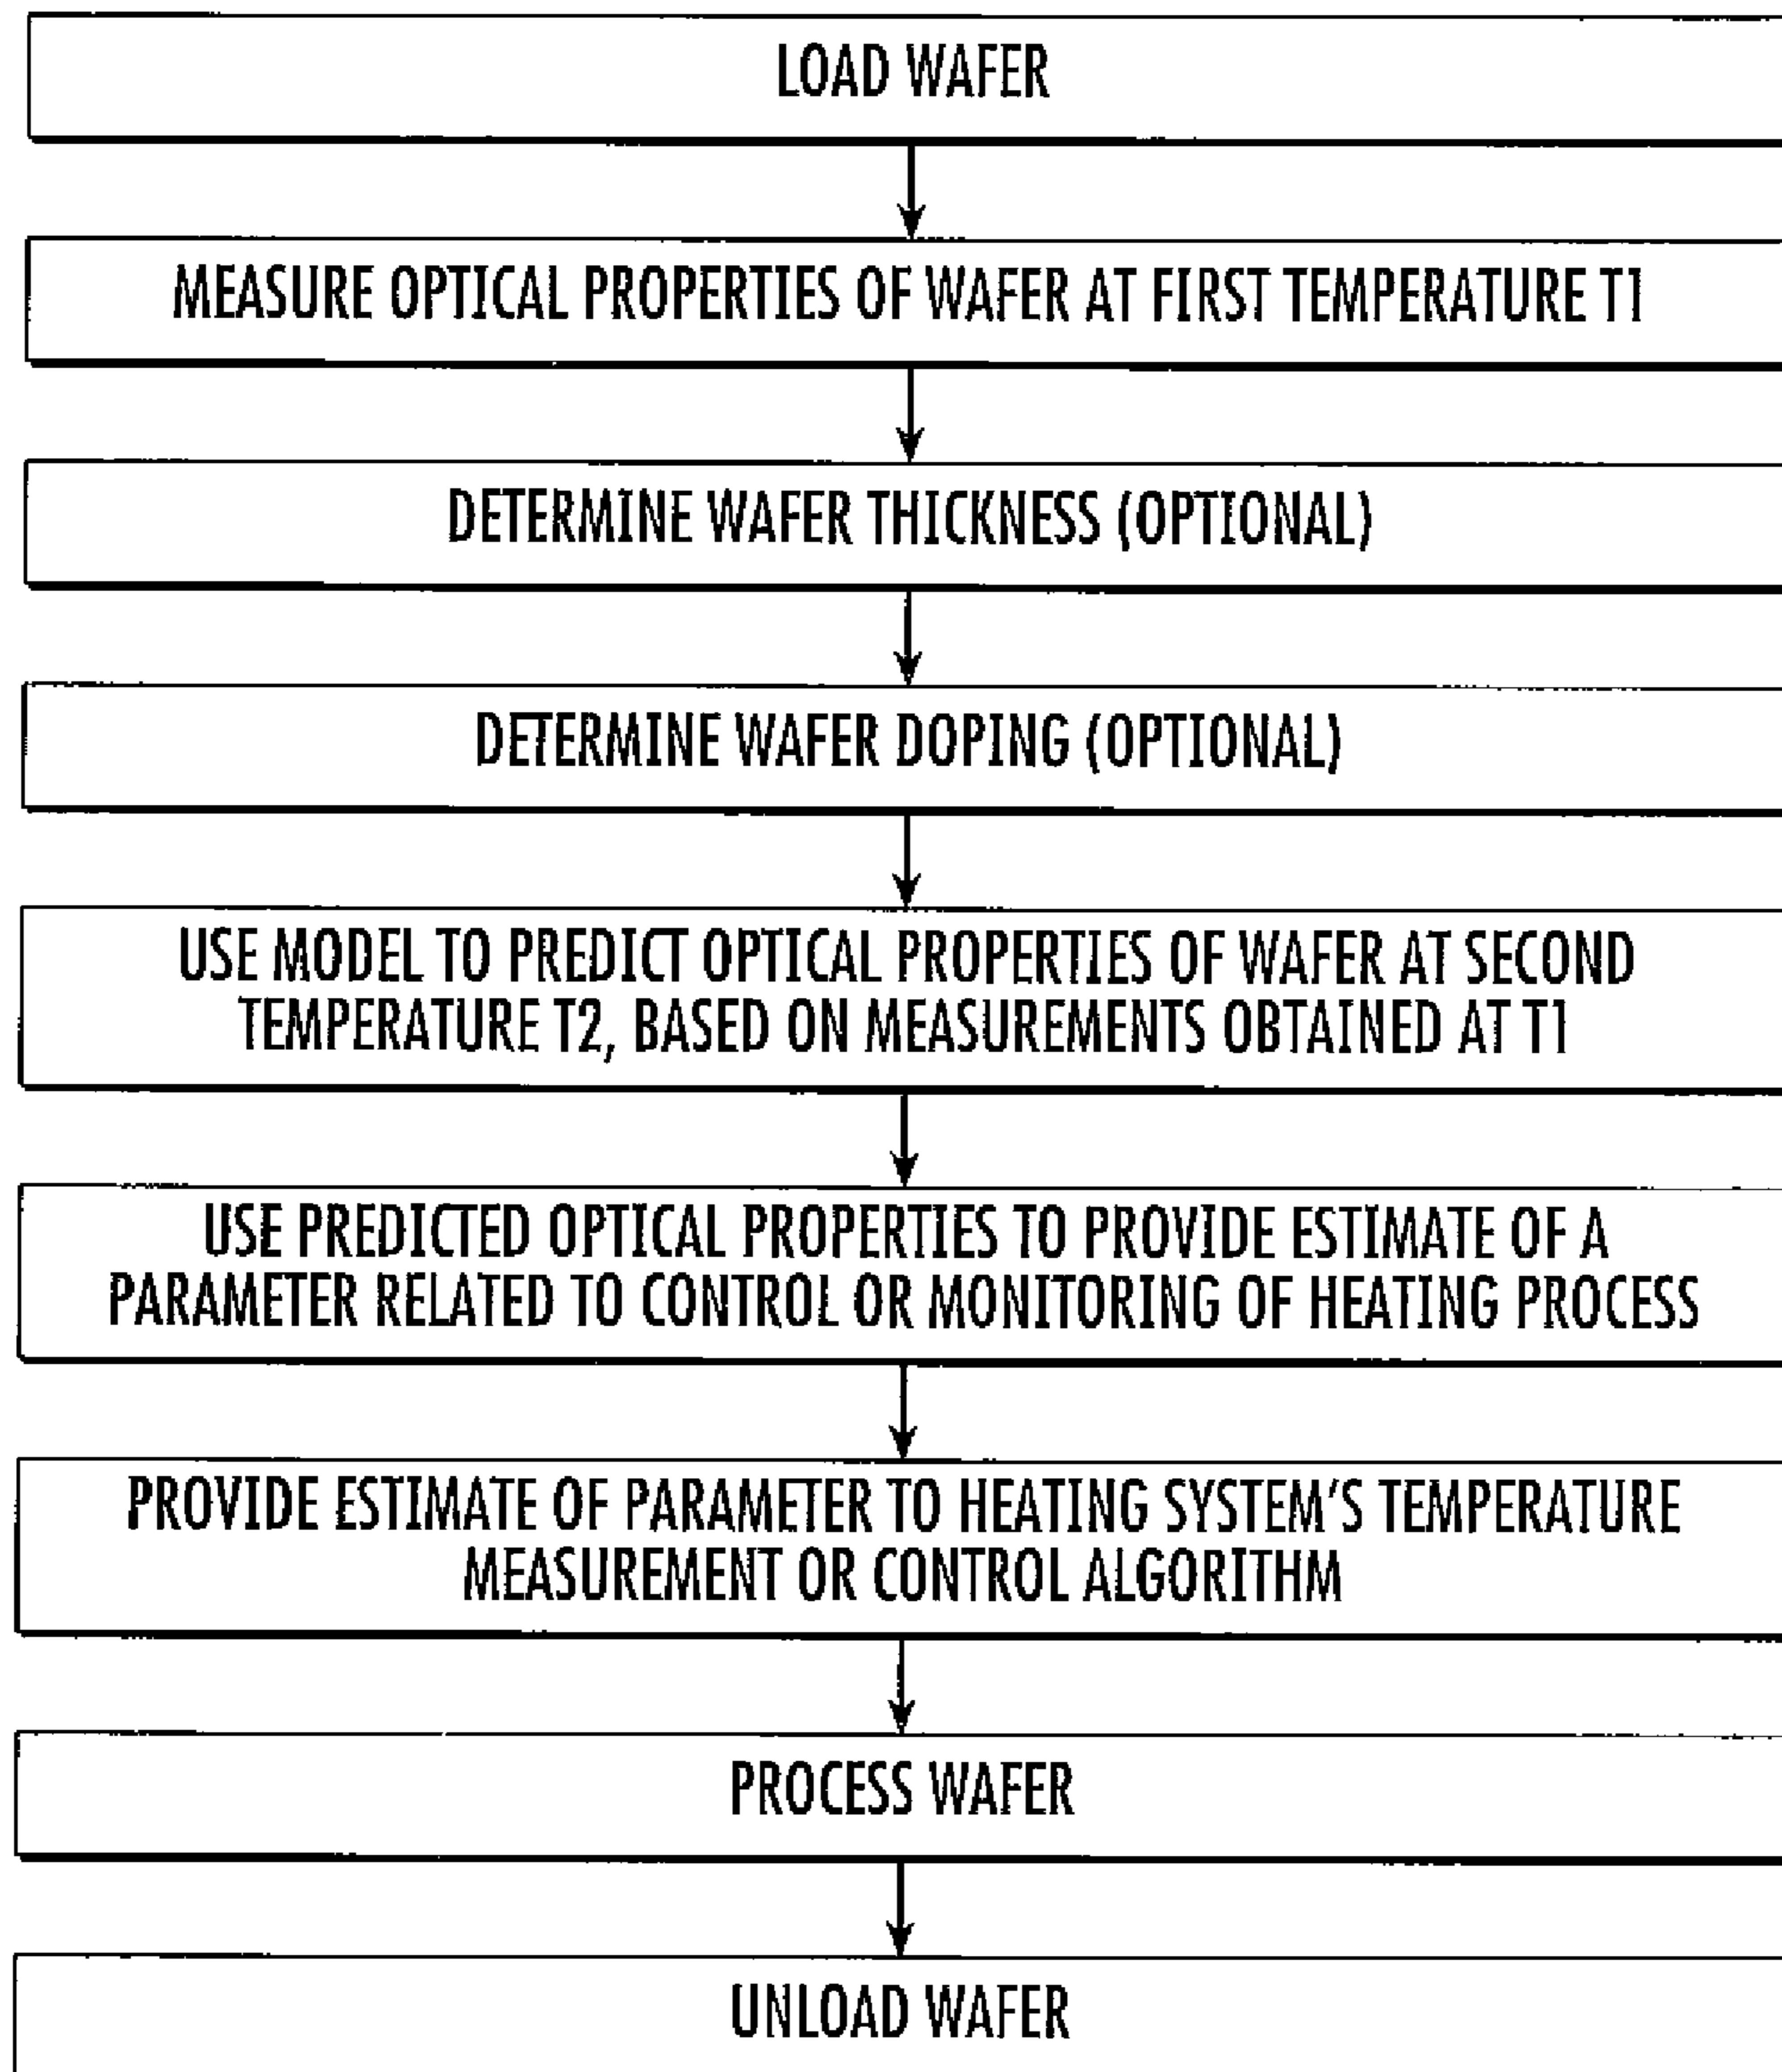 LOAD WAFER
MEASURE OPTICAL PROPERTIES OF WAFER AT FIRST TEMPERATURE T1
DETERMINE WAFER THICKNESS (OPTIONAL)
DETERMINE WAFER DOPING (OPTIONAL)
USE MODEL TO PREDICT OPTICAL PROPERTIES OF WAFER AT SECOND
TEMPERATURE T2, BASED ON MEASUREMENTS OBTAINED AT T1
USE PREDICTED OPTICAL PROPERTIES TO PROVIDE ESTIMATE OF A
PARAMETER RELATED TO CONTROL OR MONITORING OF HEATING PROCESS
PROVIDE ESTIMATE OF PARAMETER TO HEATING SYSTEM'S TEMPERATURE
MEASUREMENT OR CONTROL ALGORITHM
PROCESS WAFER
UNLOAD WAFER